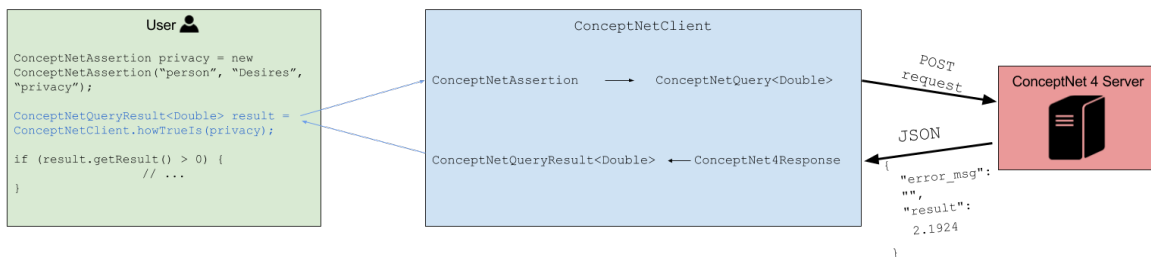 User
ConceptNetAssertion privacy = new
ConceptNetAssertion(“person”, “Desires”,
“privacy”);
ConceptNetQueryResult<Double> result =
ConceptNetClient.howTrueIs(privacy);
if (result.getResult() > 0) {
// ...
}
ConceptNetClient
ConceptNetAssertion
ConceptNetQuery<Double>
ConceptNetQueryResult<Double>
ConceptNet4Response
POST
request
JSON
{
"error_msg":
"",
"result":
2.1924
}
ConceptNet 4 Server